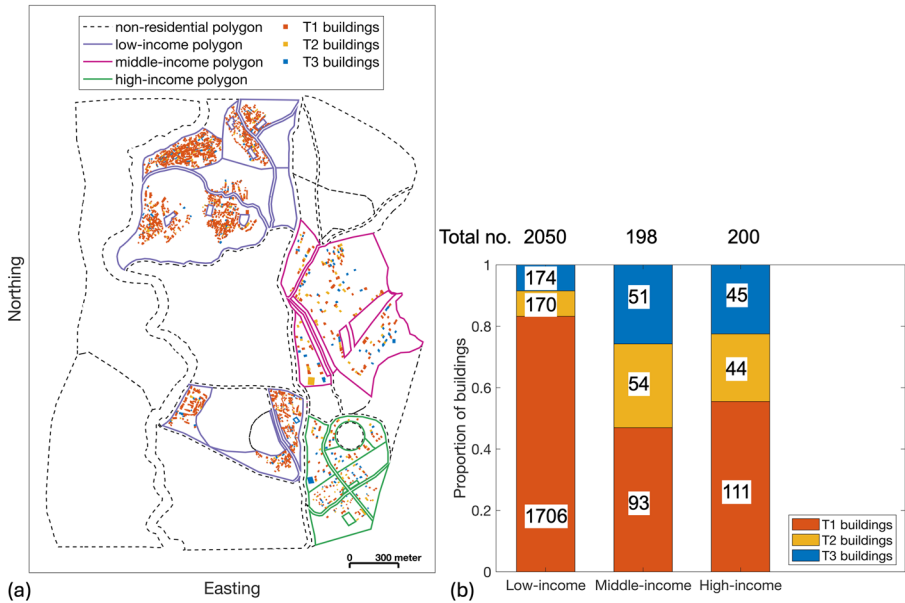 non-residential polygon
low-income polygon
middle-income polygon
high-income polygon
T1 buildings
T2 buildings
T3 buildings
Northing
Easting
0 300 meter
(a)
Total no. 2050 198 200
Proportion of buildings
1
0.8
0.6
0.4
0.2
0
174
170
1706
51
54
93
45
44
111
T1 buildings
T2 buildings
T3 buildings
Low-income Middle-income High-income
(b)